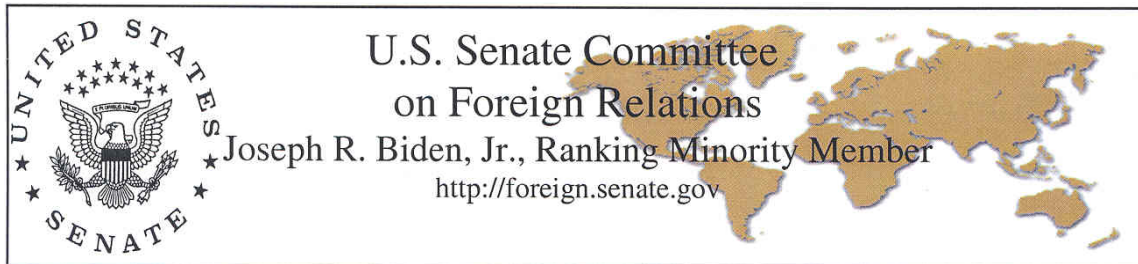 UNITED STATES
SENATE
E PLURIBUS UNUM
U.S. Senate Committee
on Foreign Relations
Joseph R. Biden, Jr., Ranking Minority Member
http://foreign.senate.gov